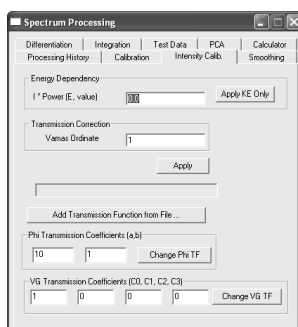 Spectrum Processing
Differentiation Integration Test Data PCA Calculator
Processing History Calibration Intensity Calib. Smoothing
Energy Dependency
I * Power (E, value) 0.0 Apply KE Only
Transmission Correction
Vamas Ordinate 1
Apply
Add Transmission Function from File ...
Phi Transmission Coefficients (a,b)
10 1 Change Phi TF
VG Transmission Coefficients (C0, C1, C2, C3)
1 0 0 0 Change VG TF